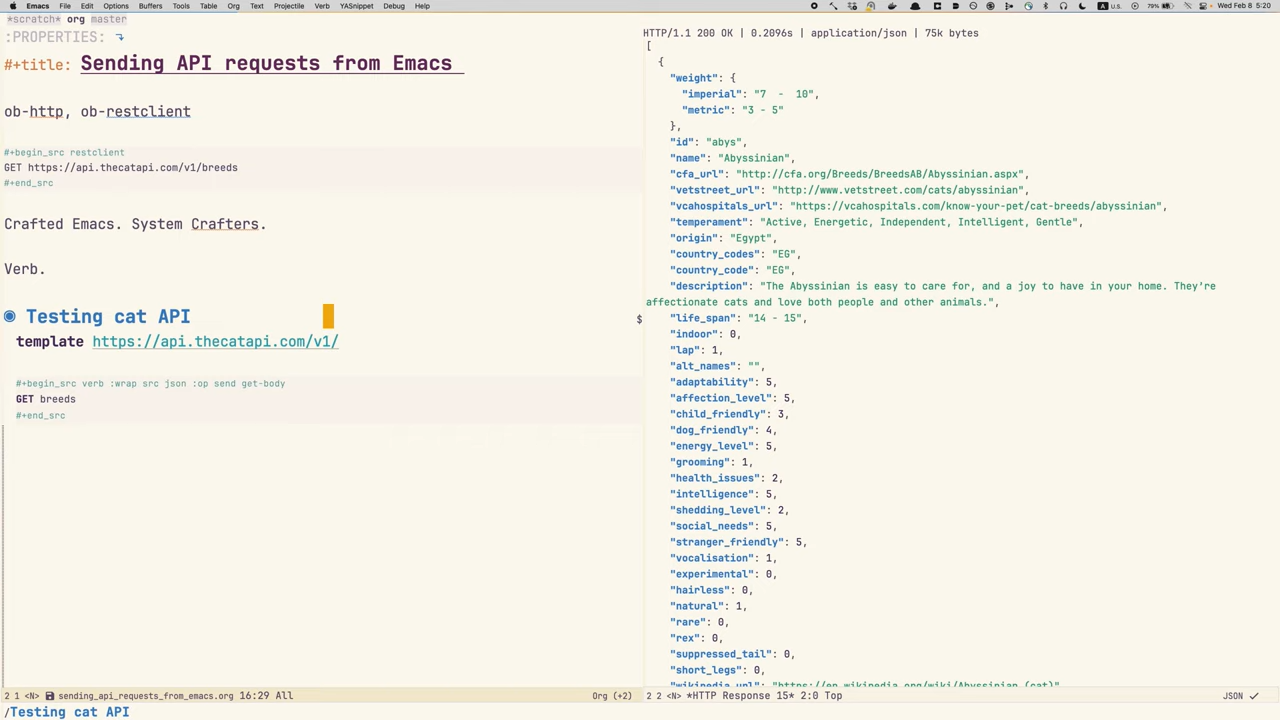 Emacs File Edit Options Buffers Tools Table Org Text Projectile Verb YASnippet Debug Help
A U.S. 79% Wed Feb 8 5:20
*scratch* org master
:PROPERTIES:
#+title: Sending API requests from Emacs
ob-http, ob-restclient
#+begin_src restclient
GET https://api.thecatapi.com/v1/breeds
#+end_src
Crafted Emacs. System Crafters.
Verb.
Testing cat API
template https://api.thecatapi.com/v1/
#+begin_src verb :wrap src json :op send get-body
GET breeds
#+end_src
2 1 <N> sending_api_requests_from_emacs.org 16:29 All Org (+2)
/Testing cat API
HTTP/1.1 200 OK | 0.2096s | application/json | 75k bytes
[
{
"weight": {
"imperial": "7  -  10",
"metric": "3 - 5"
},
"id": "abys",
"name": "Abyssinian",
"cfa_url": "http://cfa.org/Breeds/BreedsAB/Abyssinian.aspx",
"vetstreet_url": "http://www.vetstreet.com/cats/abyssinian",
"vcahospitals_url": "https://vcahospitals.com/know-your-pet/cat-breeds/abyssinian",
"temperament": "Active, Energetic, Independent, Intelligent, Gentle",
"origin": "Egypt",
"country_codes": "EG",
"country_code": "EG",
"description": "The Abyssinian is easy to care for, and a joy to have in your home. They're
affectionate cats and love both people and other animals.",
$ "life_span": "14 - 15",
"indoor": 0,
"lap": 1,
"alt_names": "",
"adaptability": 5,
"affection_level": 5,
"child_friendly": 3,
"dog_friendly": 4,
"energy_level": 5,
"grooming": 1,
"health_issues": 2,
"intelligence": 5,
"shedding_level": 2,
"social_needs": 5,
"stranger_friendly": 5,
"vocalisation": 1,
"experimental": 0,
"hairless": 0,
"natural": 1,
"rare": 0,
"rex": 0,
"suppressed_tail": 0,
"short_legs": 0,
"wikipedia_url": "https://en.wikipedia.org/wiki/Abyssinian_(cat)"
2 2 <N> *HTTP Response 15* 2:0 Top JSON